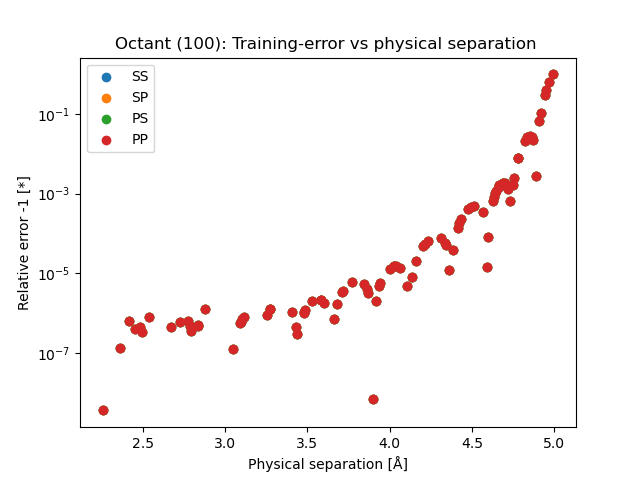 Octant (100): Training-error vs physical separation
SS
SP
PS
PP
Relative error -1 [*]
10⁻¹
10⁻³
10⁻⁵
10⁻⁷
2.5 3.0 3.5 4.0 4.5 5.0
Physical separation [Å]